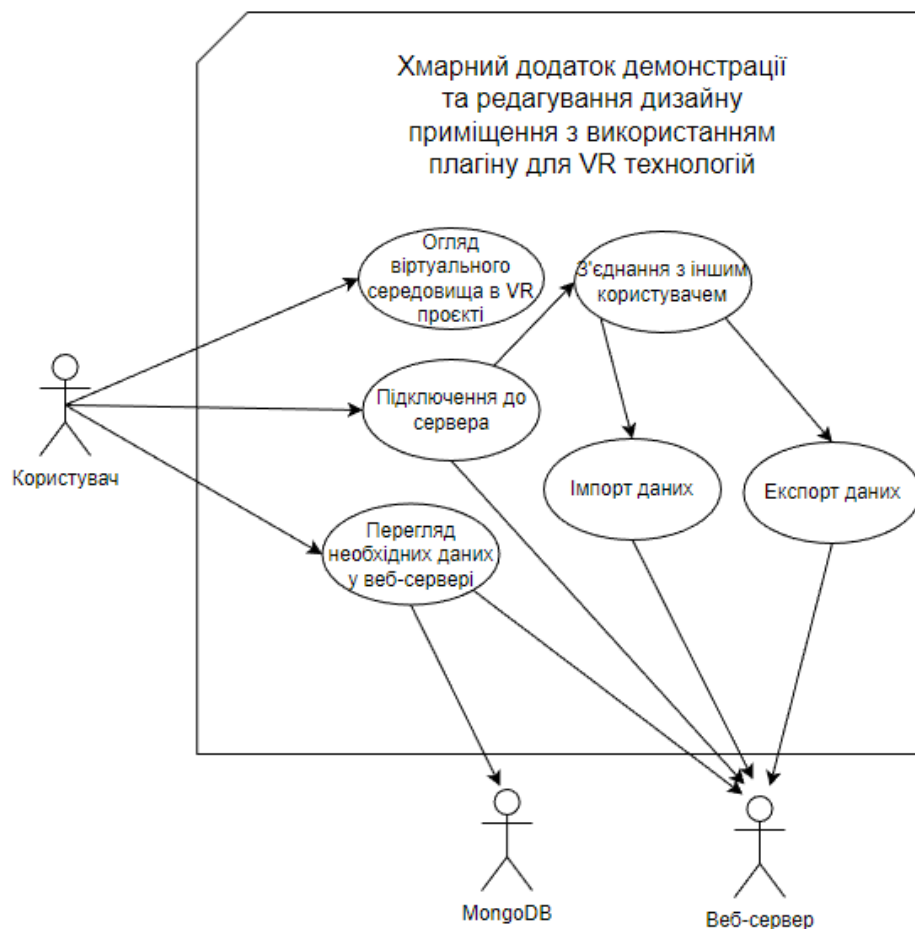 Хмарний додаток демонстрації
та редагування дизайну
приміщення з використанням
плагіну для VR технологій
Огляд
віртуального
середовища в VR
проєкті
З'єднання з іншим
користувачем
Підключення до
сервера
Користувач
Імпорт даних
Експорт даних
Перегляд
необхідних даних
у веб-сервері
MongoDB
Веб-сервер